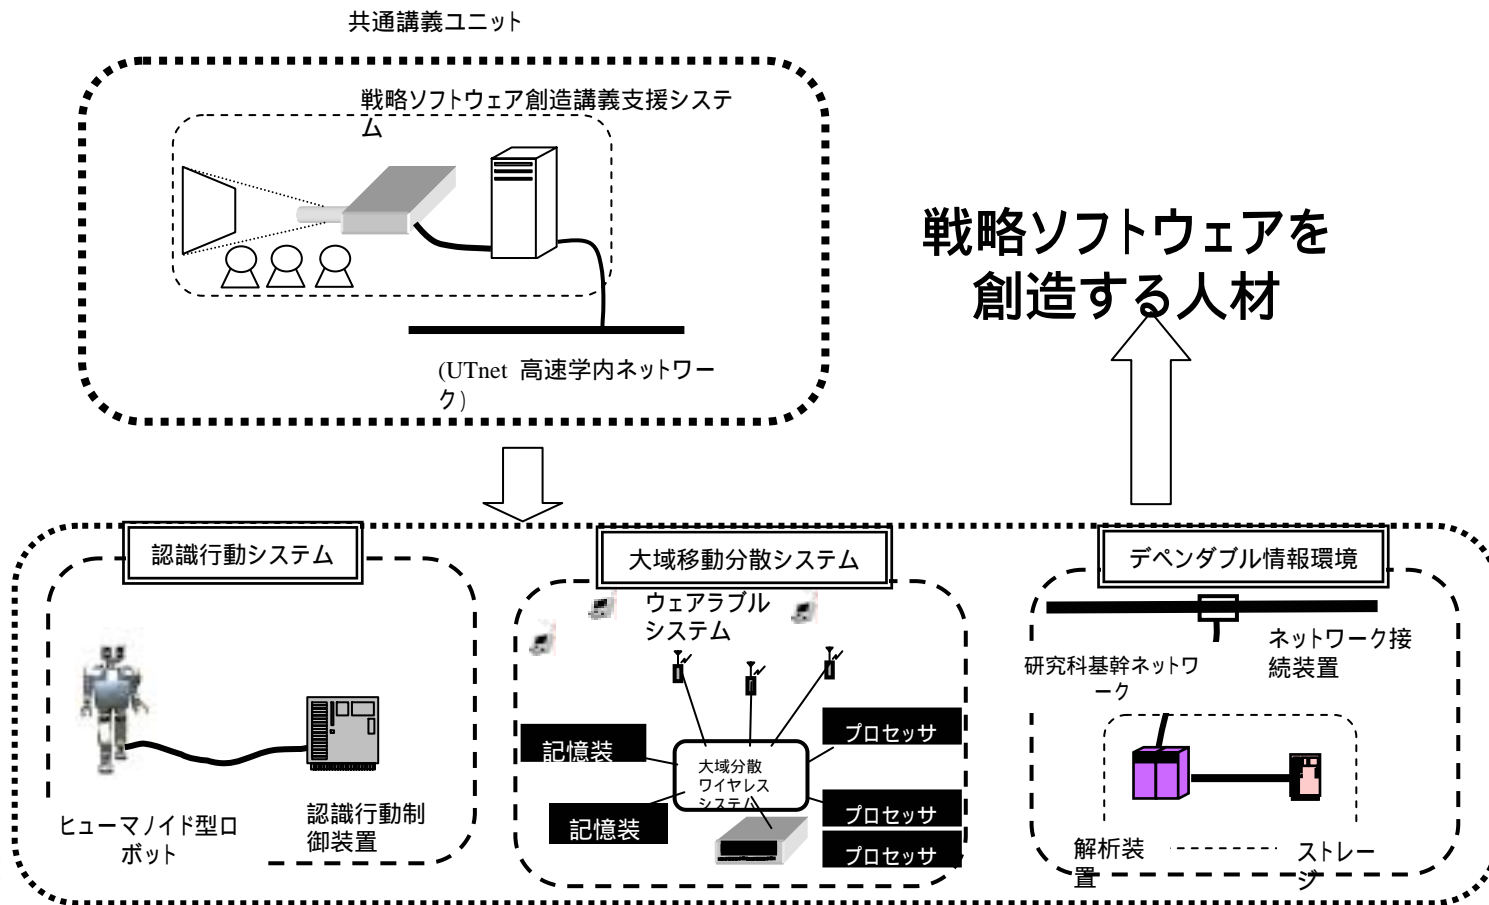 共通講義ユニット
戦略ソフトウェア創造講義支援システ
ム
(UTnet 高速学内ネットワー
ク)
戦略ソフトウェアを
創造する人材
認識行動システム
大域移動分散システム
デペンダブル情報環境
ウェアラブル
システム
ネットワーク接
続装置
研究科基幹ネットワ
ーク
記憶装
プロセッサ
大域分散
ワイヤレス
システム
記憶装
プロセッサ
プロセッサ
ヒューマノイド型ロ
ボット
認識行動制
御装置
解析装
置
ストレー
ジ